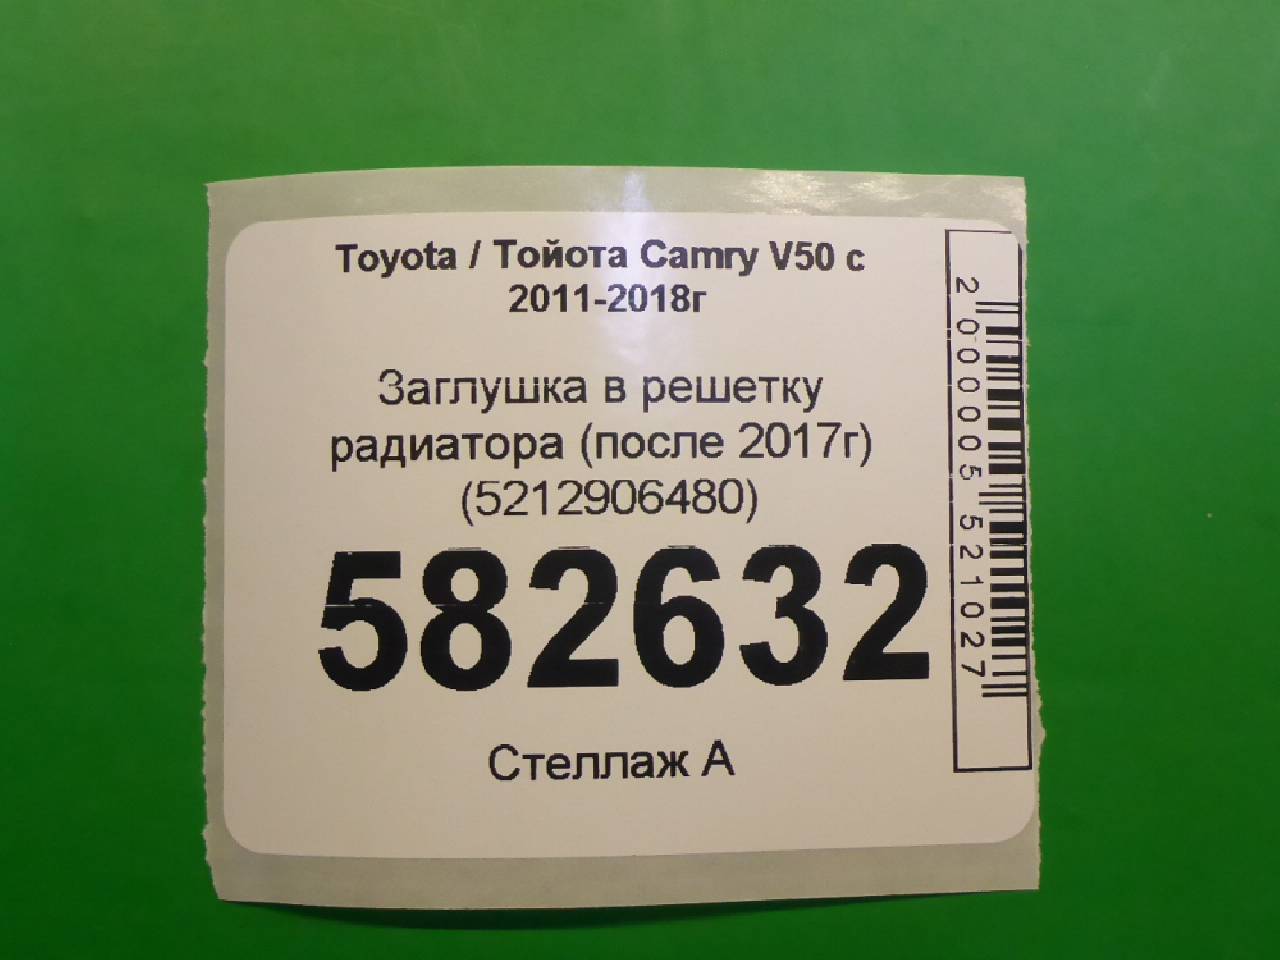 Toyota / Тойота Camry V50 с
2011-2018г
Заглушка в решетку
радиатора (после 2017г)
(5212906480)
582632
Стеллаж А
2000005521027